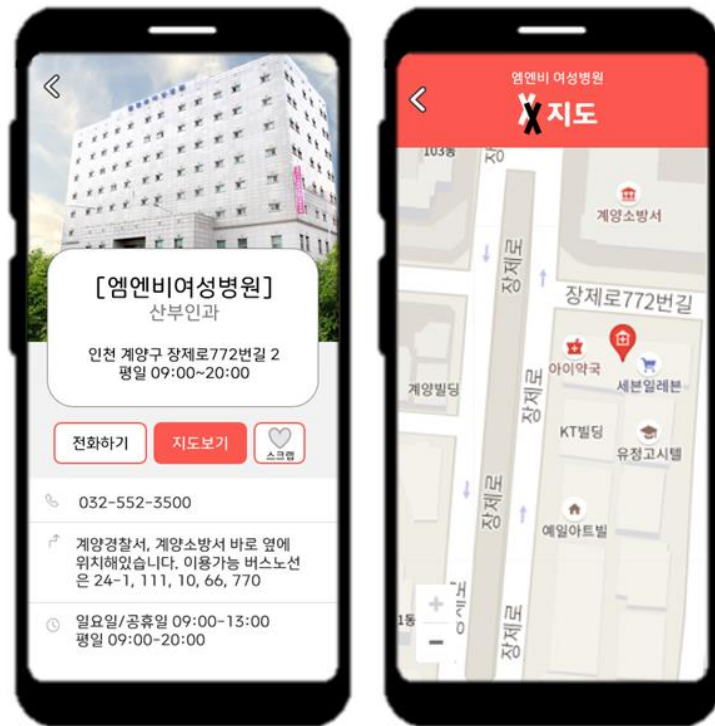 [엠엔비여성병원]
산부인과
인천 계양구 장제로772번길 2
평일 09:00~20:00
전화하기
지도보기
스크랩
032-552-3500
계양경찰서, 계양소방서 바로 옆에
위치해있습니다. 이용가능 버스노선
은 24-1, 111, 10, 66, 770
일요일/공휴일 09:00-13:00
평일 09:00-20:00
엠엔비 여성병원
지도
103동
장
계양소방서
장제로
장제로
장제로772번길
아이약국
세븐일레븐
계양빌딩
장제로
KT빌딩
유정고시텔
장제로
예일아트빌
1동
장제로
장제로